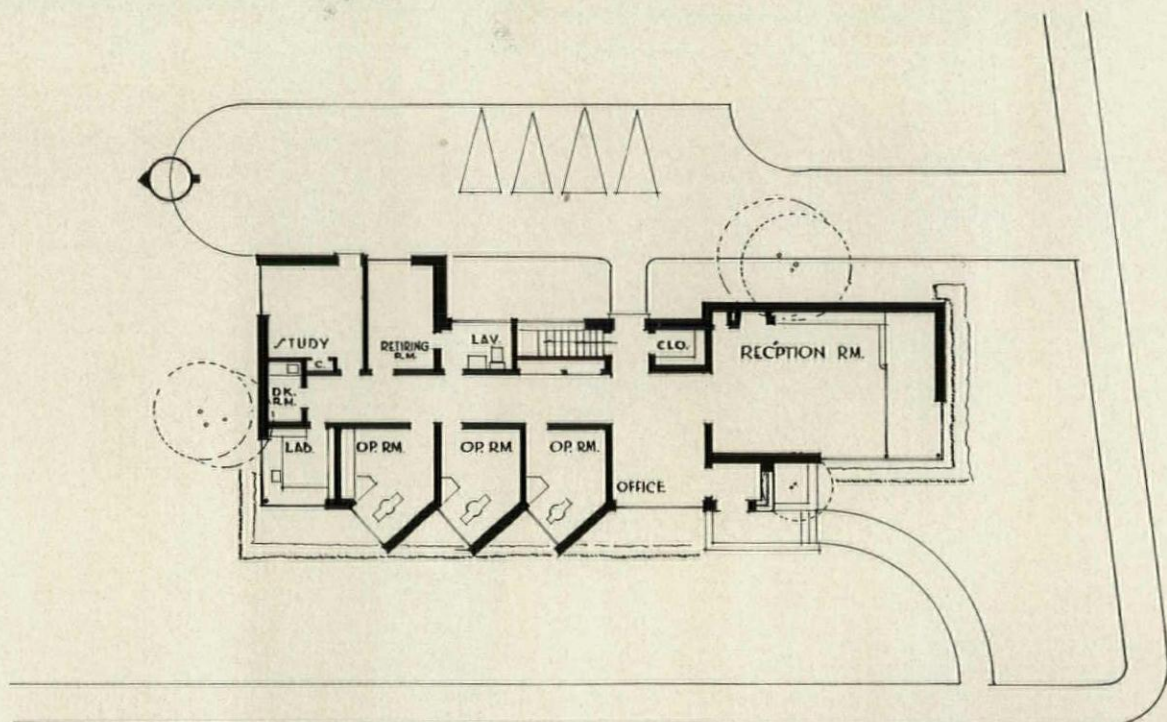 STUDY
C.
RETIRING
RM.
LAV.
CLO.
RECPTION RM.
DK.
RM.
LAB.
OP. RM.
OP. RM.
OP. RM.
OFFICE